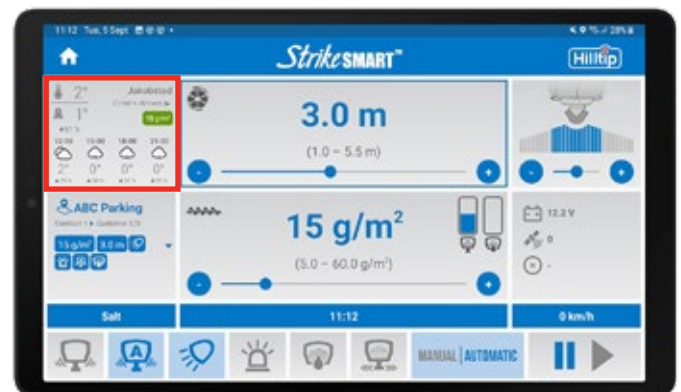 11:12 Tue, 5 Sept
28%
StrikeSMART™
Hilltip
2° Jakobstad
1°
15 g/m²
12:00 15:00 18:00 21:00
2° 0° 0° 0°
3.0 m
(1.0 – 5.5 m)
- +
- +
ABC Parking
15 g/m² 3.0 m
15 g/m²
(5.0 – 60.0 g/m²)
- +
12.2 V
0
-
Salt
11:12
0 km/h
A
MANUAL | AUTOMATIC